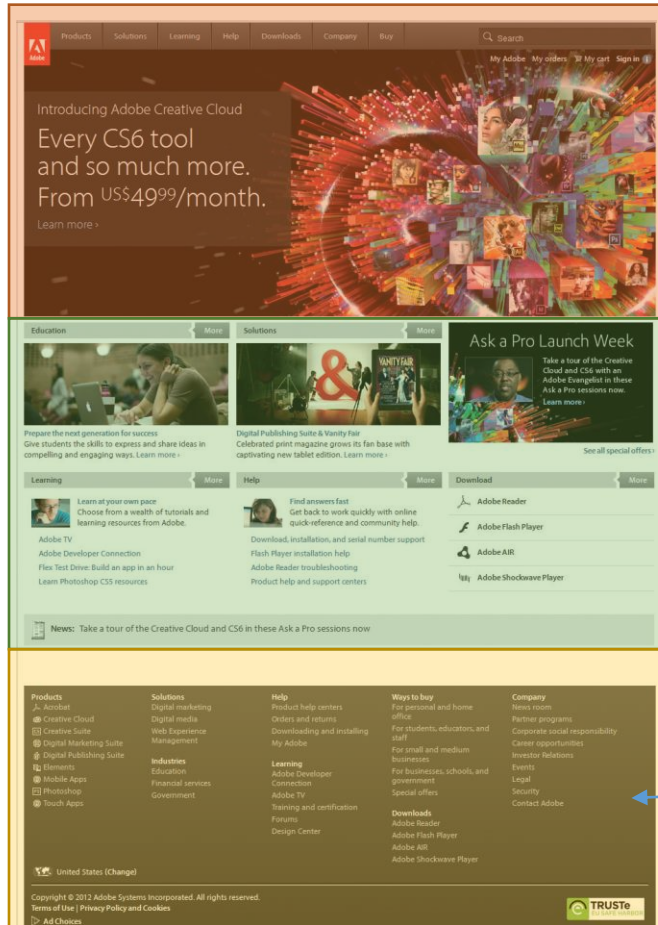 Products Solutions Learning Help Downloads Company Buy Search
Adobe
My Adobe My orders My cart Sign in
Introducing Adobe Creative Cloud
Every CS6 tool
and so much more.
From US$4999/month.
Learn more ›
Education More
Solutions More
Ask a Pro Launch Week
Take a tour of the Creative
Cloud and CS6 with an
Adobe Evangelist in these
Ask a Pro sessions now.
Learn more ›
VANITY FAIR
&
Prepare the next generation for success
Give students the skills to express and share ideas in
compelling and engaging ways. Learn more ›
Digital Publishing Suite & Vanity Fair
Celebrated print magazine grows its fan base with
captivating new tablet edition. Learn more ›
See all special offers ›
Learning More
Learn at your own pace
Choose from a wealth of tutorials and
learning resources from Adobe.
Adobe TV
Adobe Developer Connection
Flex Test Drive: Build an app in an hour
Learn Photoshop CS5 resources
Help More
Find answers fast
Get back to work quickly with online
quick-reference and community help.
Download, installation, and serial number support
Flash Player installation help
Adobe Reader troubleshooting
Product help and support centers
Download More
Adobe Reader
Adobe Flash Player
Adobe AIR
Adobe Shockwave Player
News: Take a tour of the Creative Cloud and CS6 in these Ask a Pro sessions now
Products
Acrobat
Creative Cloud
Creative Suite
Digital Marketing Suite
Digital Publishing Suite
Elements
Mobile Apps
Photoshop
Touch Apps
Solutions
Digital marketing
Digital media
Web Experience
Management
Industries
Education
Financial services
Government
Help
Product help centers
Orders and returns
Downloading and installing
My Adobe
Learning
Adobe Developer
Connection
Adobe TV
Training and certification
Forums
Design Center
Ways to buy
For personal and home
office
For students, educators, and
staff
For small and medium
businesses
For businesses, schools, and
government
Special offers
Downloads
Adobe Reader
Adobe Flash Player
Adobe AIR
Adobe Shockwave Player
Company
News room
Partner programs
Corporate social responsibility
Career opportunities
Investor Relations
Events
Legal
Security
Contact Adobe
United States (Change)
Copyright © 2012 Adobe Systems Incorporated. All rights reserved.
Terms of Use | Privacy Policy and Cookies
Ad Choices
TRUSTe
EU SAFE HARBOR